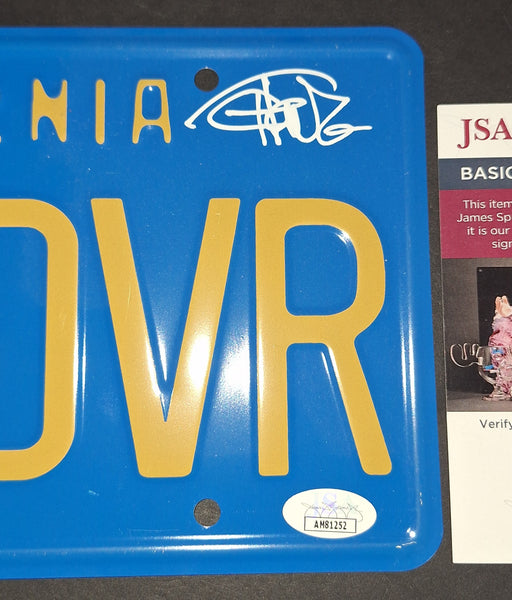 NIA
DVR
AM81252
JSA
BASIC
This item
James Sp
it is our
sign
Verify